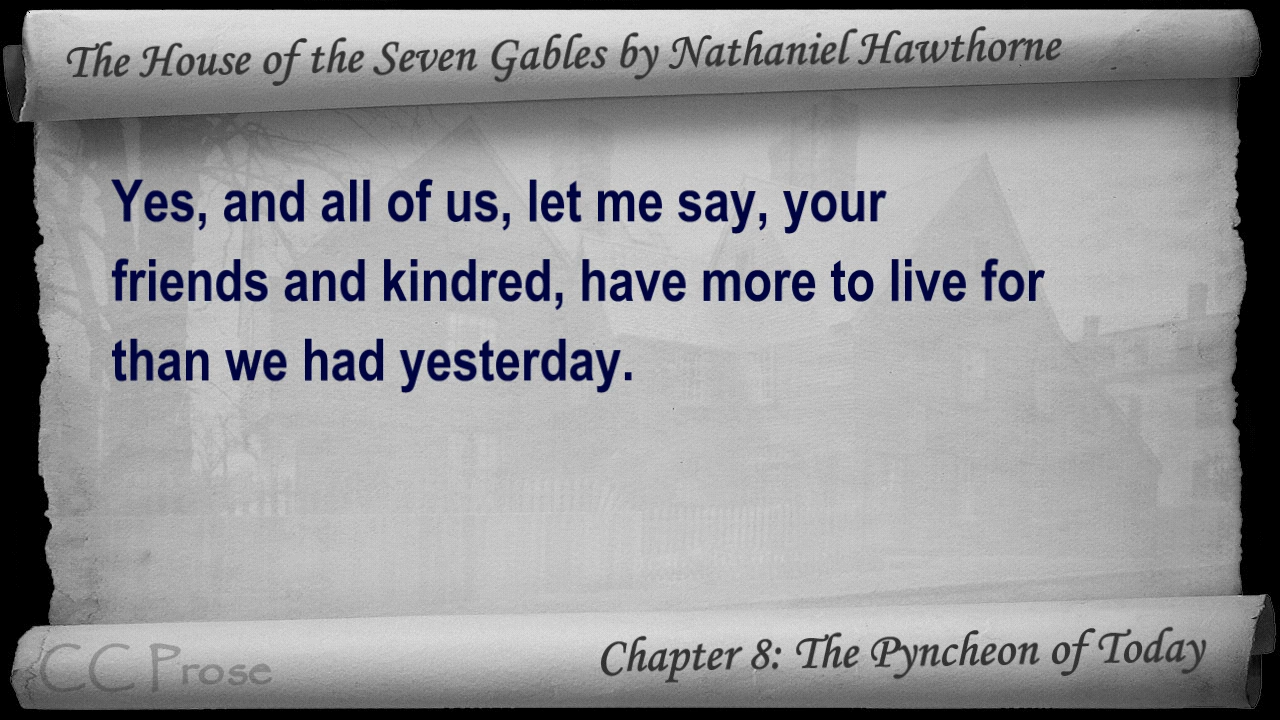 The House of the Seven Gables by Nathaniel Hawthorne
Yes, and all of us, let me say, your
friends and kindred, have more to live for
than we had yesterday.
CC Prose
Chapter 8: The Pyncheon of Today